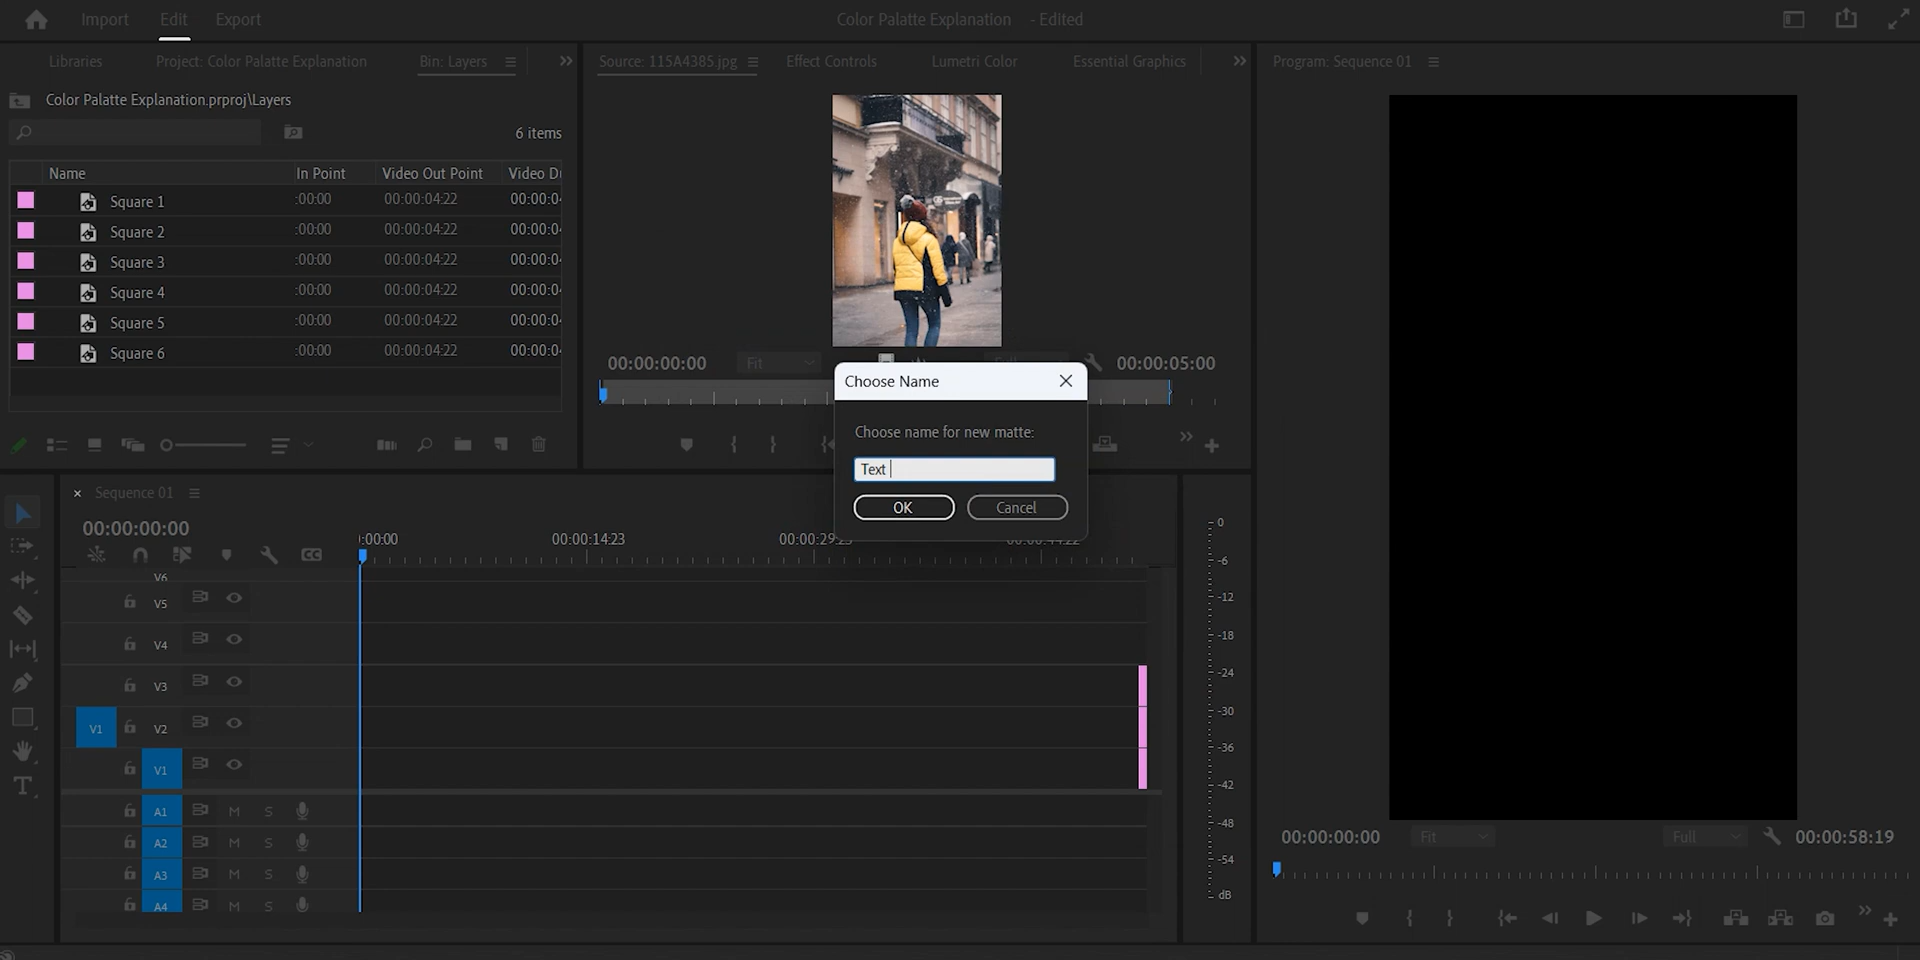 Import
Edit
Export
Color Palatte Explanation - Edited
Libraries
Project: Color Palatte Explanation
Bin: Layers
Color Palatte Explanation.prproj\Layers
6 items
Name
In Point
Video Out Point
Video D
Square 1
:00:00
00:00:04:22
00:00:0
Square 2
:00:00
00:00:04:22
00:00:0
Square 3
:00:00
00:00:04:22
00:00:0
Square 4
:00:00
00:00:04:22
00:00:0
Square 5
:00:00
00:00:04:22
00:00:0
Square 6
:00:00
00:00:04:22
00:00:0
Source: 115A4385.jpg
Effect Controls
Lumetri Color
Essential Graphics
00:00:00:00
Fit
Full
00:00:05:00
Choose Name
Choose name for new matte:
Text
OK
Cancel
Program: Sequence 01
00:00:00:00
Fit
Full
00:00:58:19
× Sequence 01
00:00:00:00
CC
:00:00
00:00:14:23
00:00:29:23
00:00:44:22
V6
V5
V4
V3
V1
V2
V1
A1
M
S
A2
M
S
A3
M
S
A4
M
S
0
-6
-12
-18
-24
-30
-36
-42
-48
-54
dB